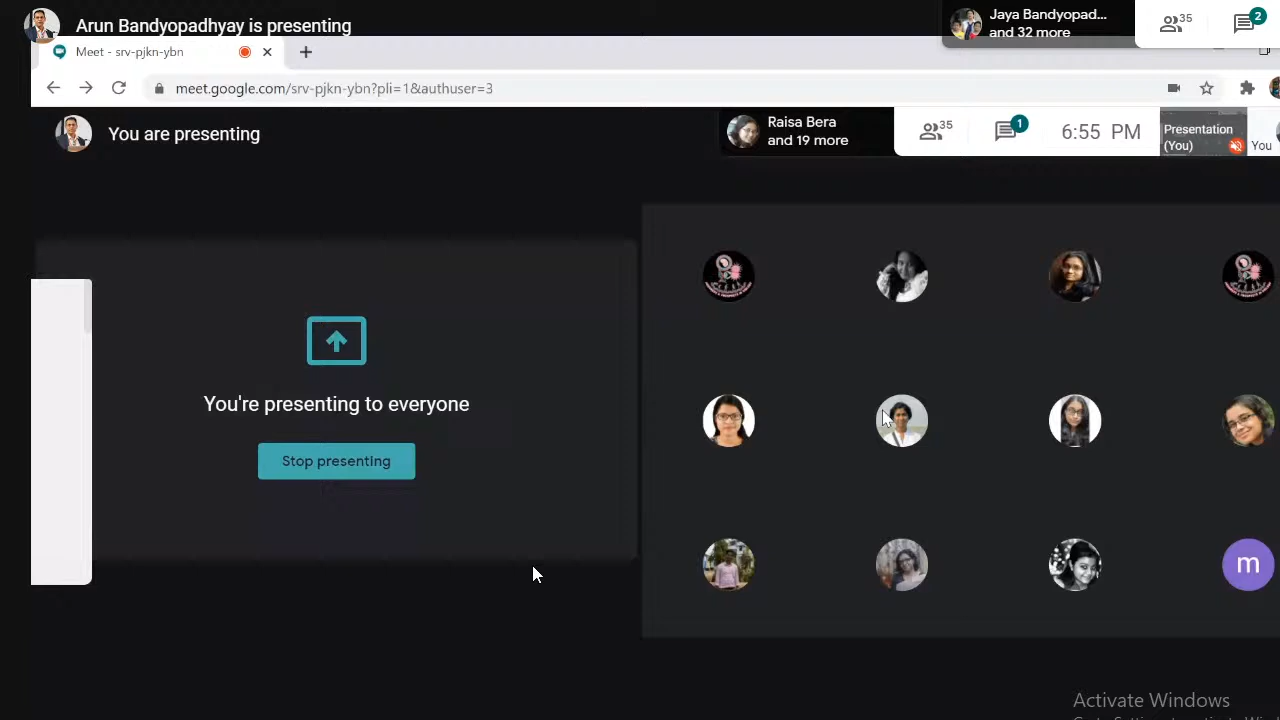 Arun Bandyopadhyay is presenting
Jaya Bandyopad...
and 32 more
35
2
Meet - srv-pjkn-ybn
meet.google.com/srv-pjkn-ybn?pli=1&authuser=3
You are presenting
Raisa Bera
and 19 more
35
1
6:55 PM
Presentation
(You)
You
You're presenting to everyone
Stop presenting
m
Activate Windows